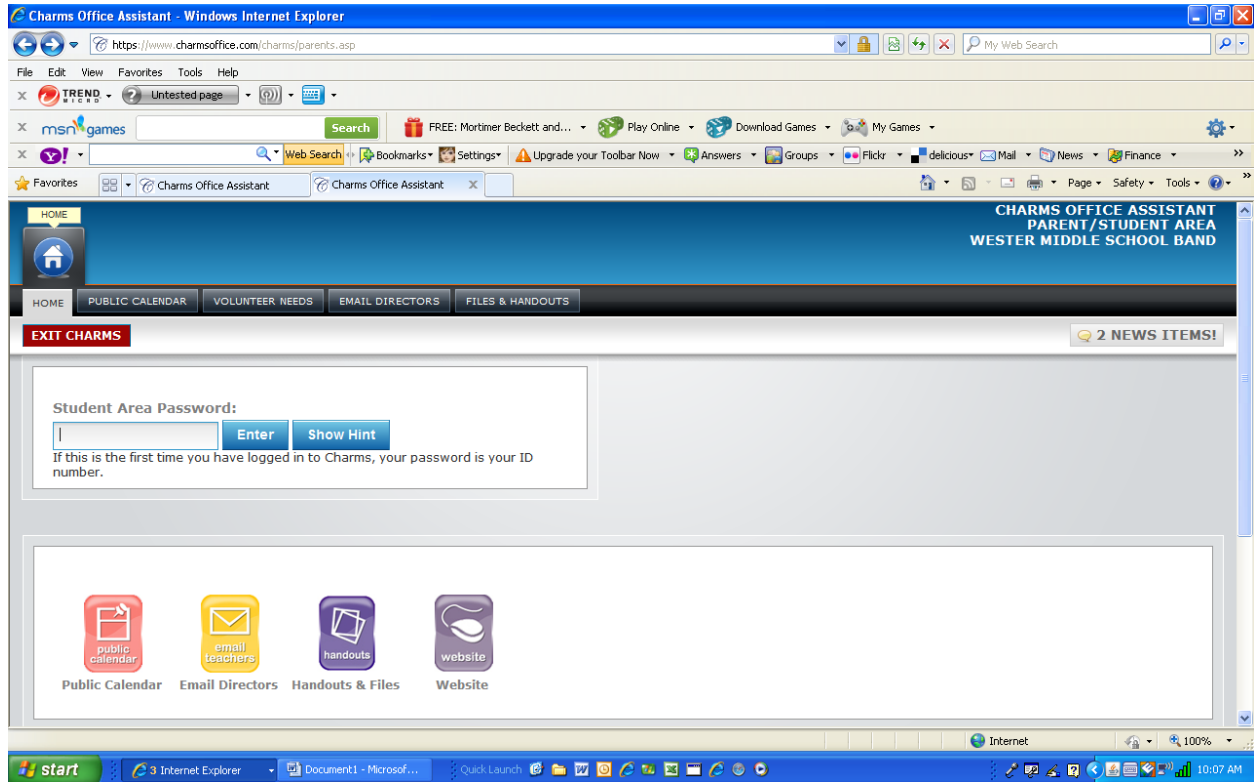 Charms Office Assistant - Windows Internet Explorer
https://www.charmsoffice.com/charms/parents.asp
My Web Search
File Edit View Favorites Tools Help
x TREND MICRO Untested page
x msn games Search FREE: Mortimer Beckett and... Play Online Download Games My Games
x Y! Web Search Bookmarks Settings Upgrade your Toolbar Now Answers Groups Flickr delicious Mail News Finance »
Favorites Charms Office Assistant Charms Office Assistant x Page Safety Tools »
HOME
CHARMS OFFICE ASSISTANT
PARENT/STUDENT AREA
WESTER MIDDLE SCHOOL BAND
HOME PUBLIC CALENDAR VOLUNTEER NEEDS EMAIL DIRECTORS FILES & HANDOUTS
EXIT CHARMS 2 NEWS ITEMS!
Student Area Password:
Enter Show Hint
If this is the first time you have logged in to Charms, your password is your ID
number.
public
calendar
email
teachers
handouts
website
Public Calendar Email Directors Handouts & Files Website
Internet 100%
start 3 Internet Explorer Document1 - Microsof... Quick Launch 10:07 AM